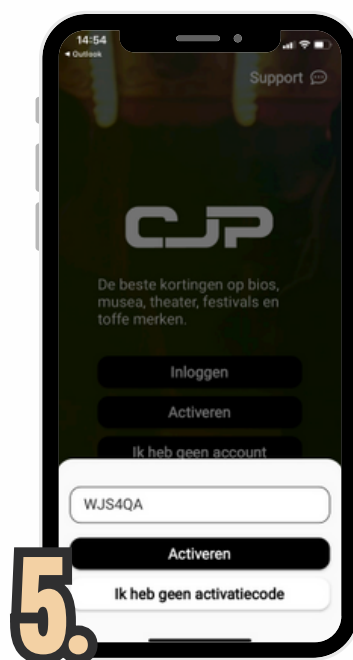 14:54
◄ Outlook
Support
CJP
De beste kortingen op bios,
musea, theater, festivals en
toffe merken.
Inloggen
Activeren
Ik heb geen account
WJS4QA
Activeren
Ik heb geen activatiecode
5.